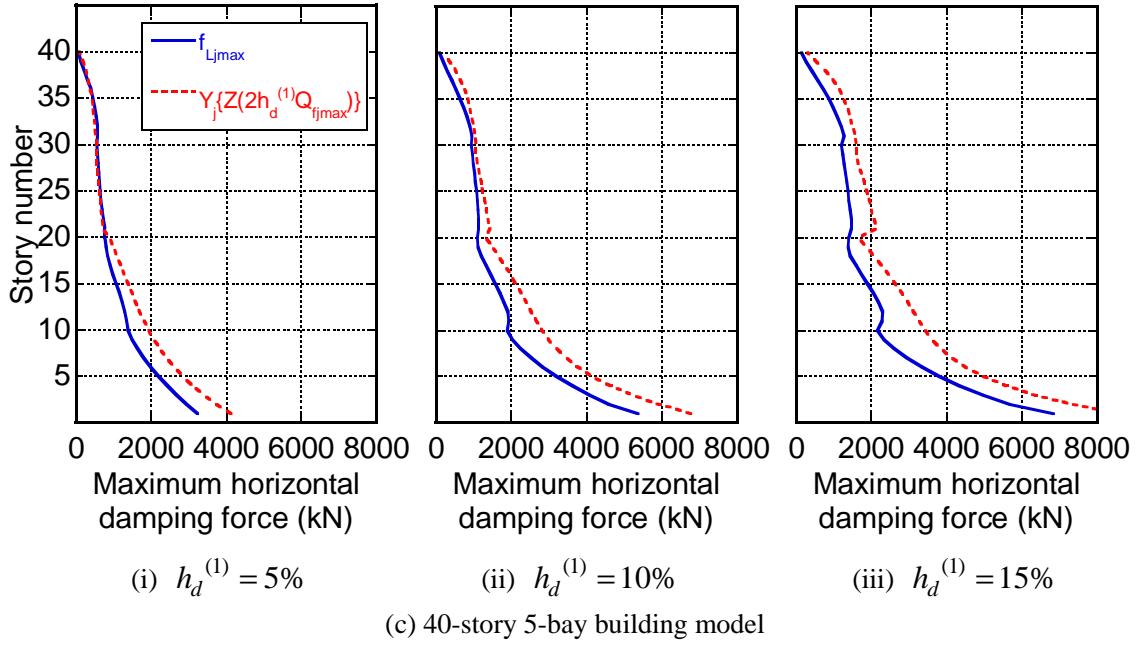 f_Ljmax
Y_j{Z(2h_d^(1)Q_fjmax)}
Story number
40
35
30
25
20
15
10
5
0 2000 4000 6000 8000
0 2000 4000 6000 8000
0 2000 4000 6000 8000
Maximum horizontal
damping force (kN)
Maximum horizontal
damping force (kN)
Maximum horizontal
damping force (kN)
(i) h_d^(1) = 5%
(ii) h_d^(1) = 10%
(iii) h_d^(1) = 15%
(c) 40-story 5-bay building model